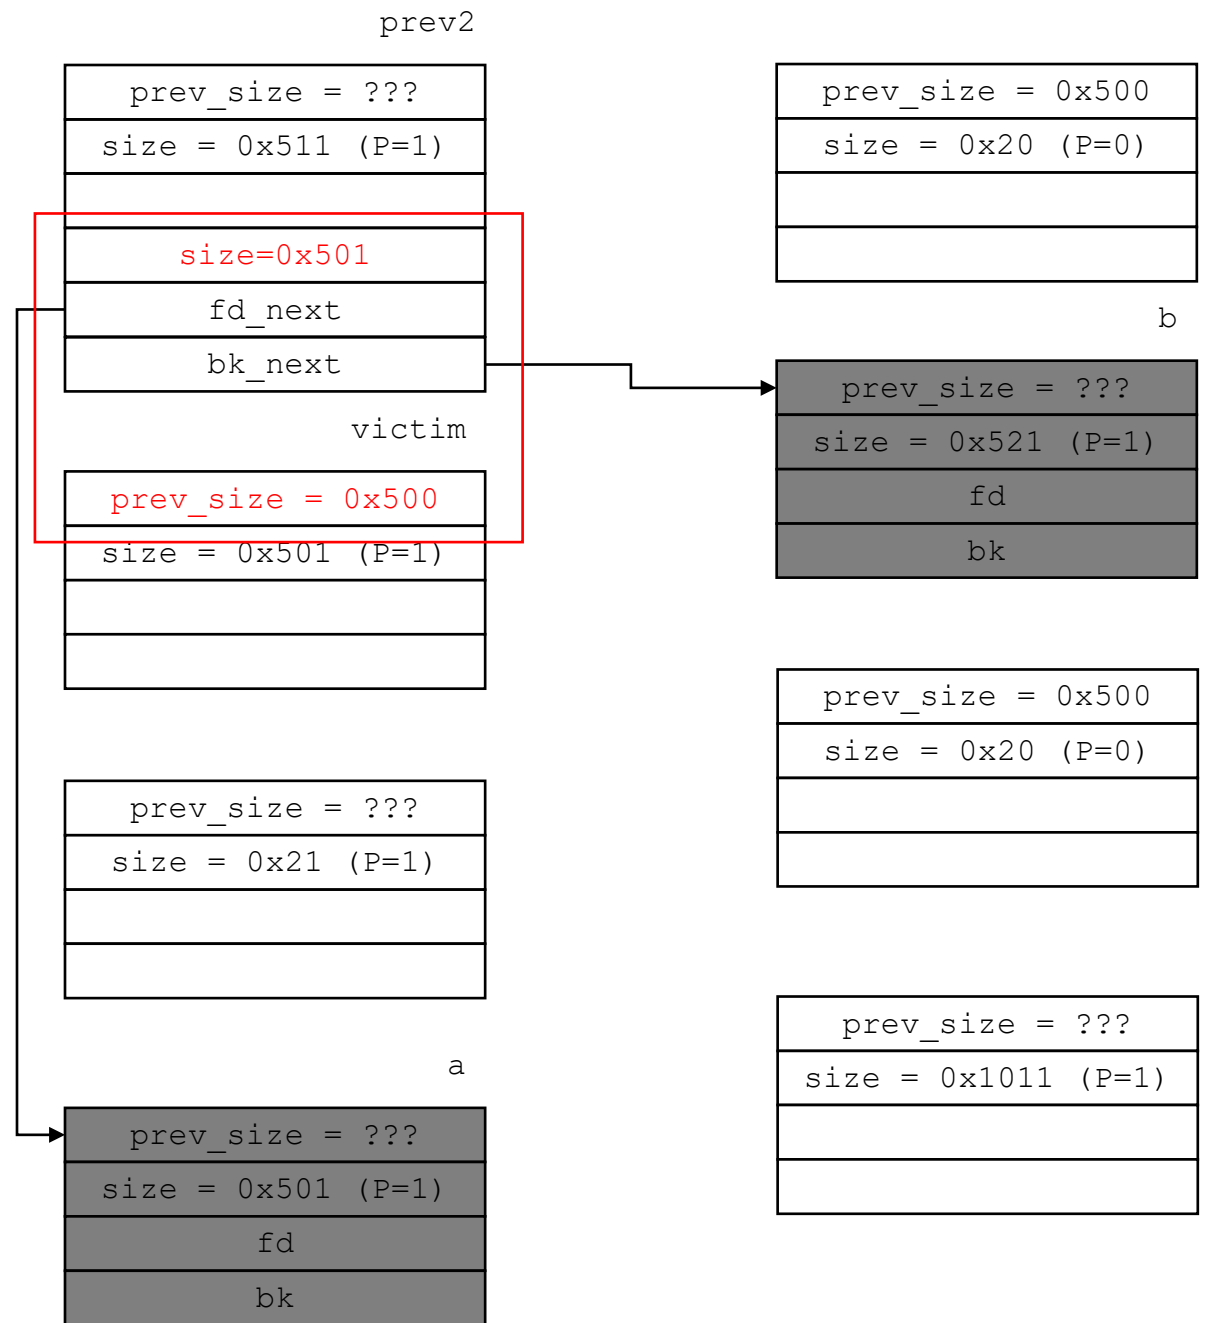 prev2
prev_size = ???
size = 0x511 (P=1)
size=0x501
fd_next
bk_next
victim
prev_size = 0x500
size = 0x501 (P=1)
prev_size = ???
size = 0x21 (P=1)
a
prev_size = ???
size = 0x501 (P=1)
fd
bk
prev_size = 0x500
size = 0x20 (P=0)
b
prev_size = ???
size = 0x521 (P=1)
fd
bk
prev_size = 0x500
size = 0x20 (P=0)
prev_size = ???
size = 0x1011 (P=1)